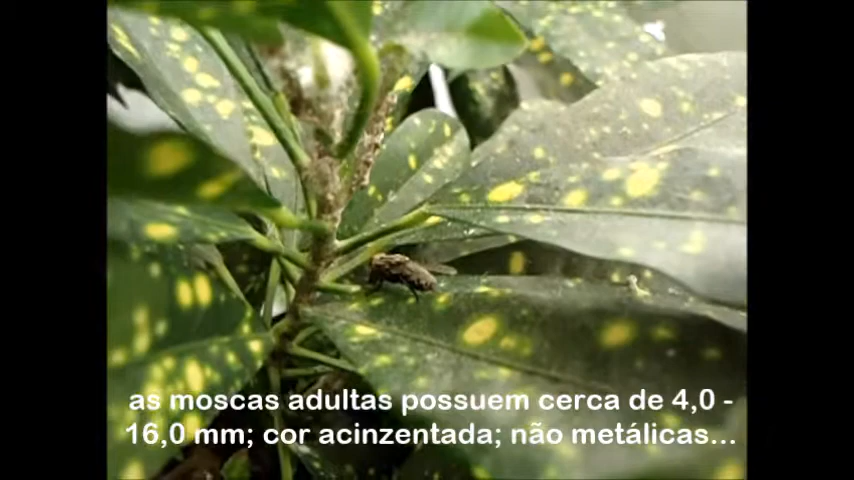 as moscas adultas possuem cerca de 4,0 -
16,0 mm; cor acinzentada; não metálicas...